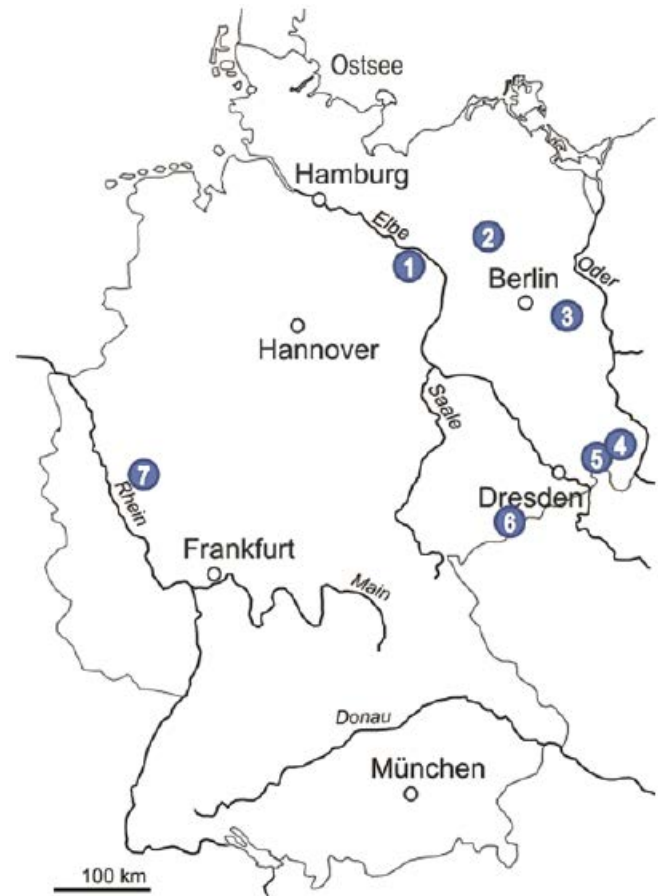 Ostsee
Hamburg
Elbe
2
1
Oder
Berlin
3
Hannover
Saale
4
5
7
Dresden
Rhein
6
Frankfurt
Main
Donau
München
100 km